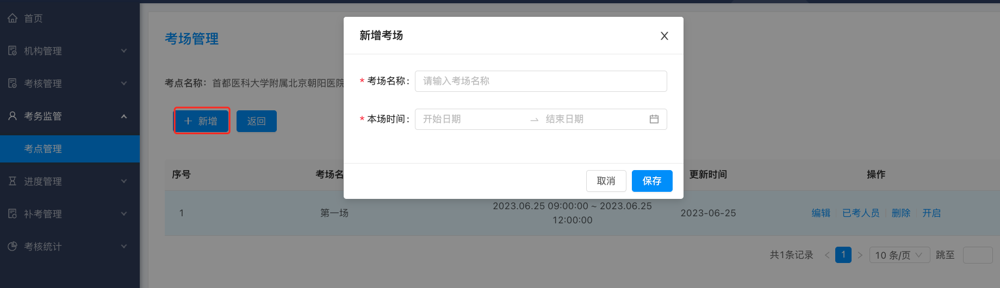 首页
机构管理
考核管理
考务监管
考点管理
进度管理
补考管理
考核统计
考场管理
考点名称：首都医科大学附属北京朝阳医院
新增
返回
新增考场
* 考场名称：请输入考场名称
* 本场时间：开始日期 → 结束日期
取消 保存
序号 考场名 更新时间 操作
1 第一场 2023.06.25 09:00:00 ~ 2023.06.25 12:00:00 2023-06-25 编辑 已考人员 删除 开启
共1条记录 < 1 > 10 条/页 跳至